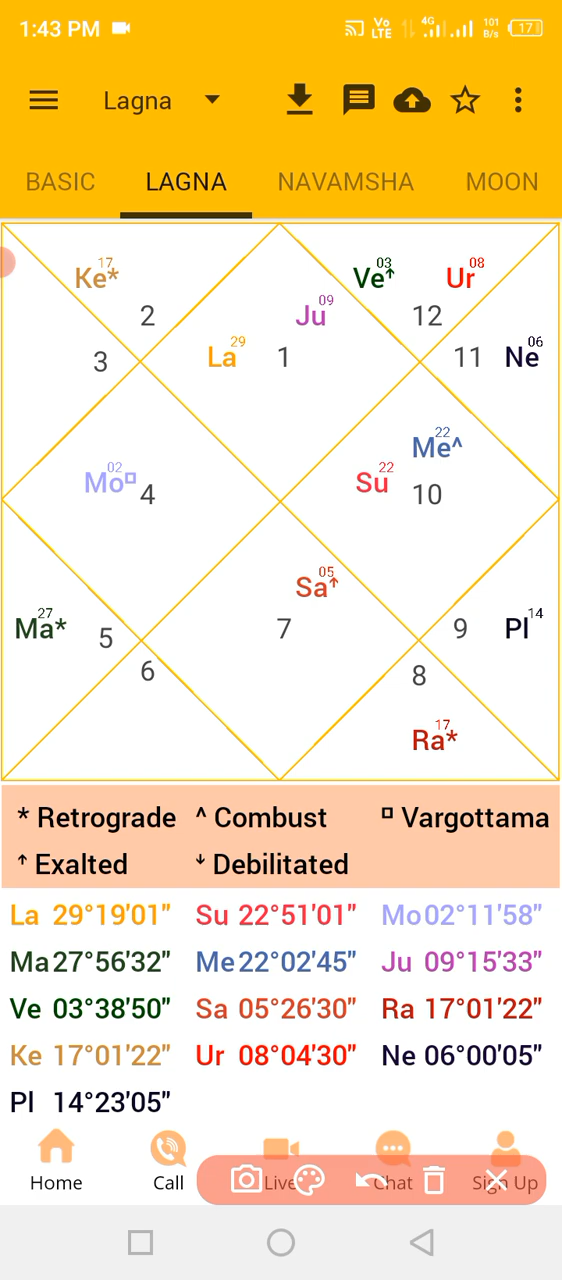 1:43 PM Vo LTE 4G 101 B/s 17
Lagna
BASIC LAGNA NAVAMSHA MOON
17 03 08
Ke* Ve↑ Ur
09
2 Ju 12
29 06
3 La 1 11 Ne
22
Me^
02 22
Mo 4 Su 10
05
Sa↑
27 14
Ma* 5 7 9 Pl
6 8
17
Ra*
* Retrograde ^ Combust ¤ Vargottama
↑ Exalted ↓ Debilitated
La 29°19'01" Su 22°51'01" Mo 02°11'58"
Ma 27°56'32" Me 22°02'45" Ju 09°15'33"
Ve 03°38'50" Sa 05°26'30" Ra 17°01'22"
Ke 17°01'22" Ur 08°04'30" Ne 06°00'05"
Pl 14°23'05"
Home Call Live Chat Sign Up